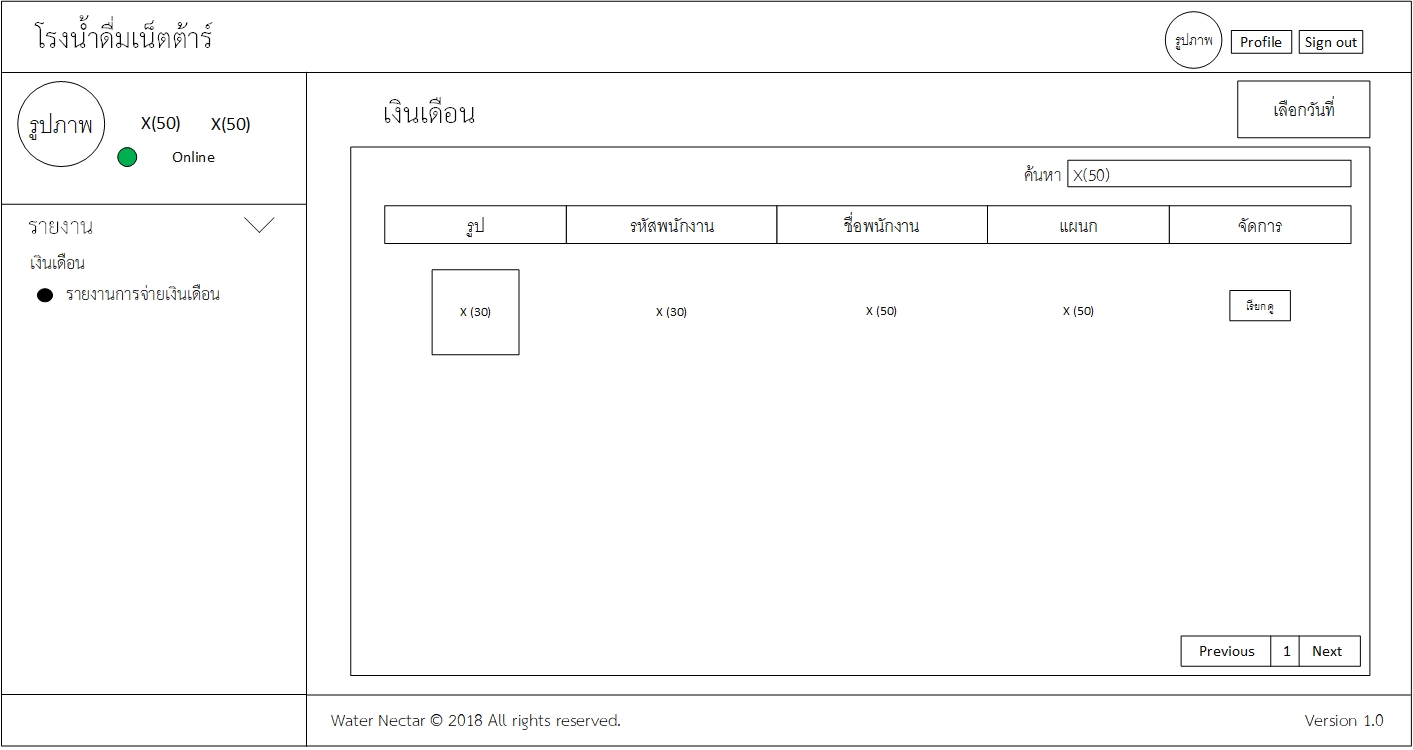 โรงน้ำดื่มเน็ตต้าร์
รูปภาพ Profile Sign out
รูปภาพ X(50) X(50)
Online
รายงาน
เงินเดือน
รายงานการจ่ายเงินเดือน
เงินเดือน
เลือกวันที่
ค้นหา X(50)
รูป รหัสพนักงาน ชื่อพนักงาน แผนก จัดการ
X (30) X (30) X (50) X (50) เรียกดู
Previous 1 Next
Water Nectar © 2018 All rights reserved. Version 1.0